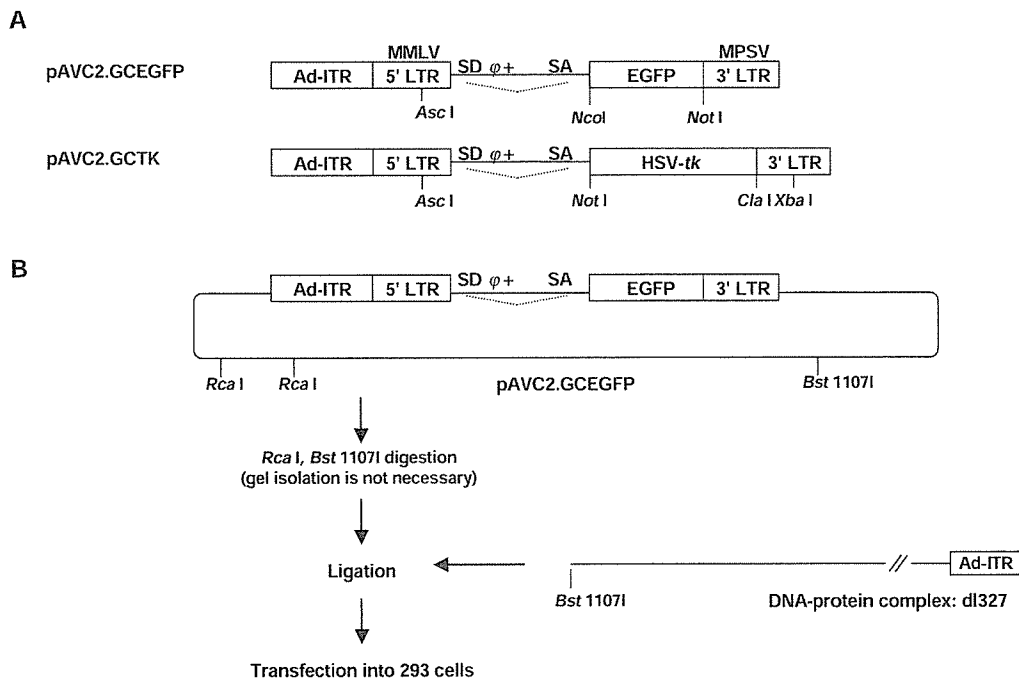 A
MMLV MPSV
pAVC2.GCEGFP Ad-ITR 5' LTR SD φ+ SA EGFP 3' LTR
Asc I NcoI Not I
pAVC2.GCTK Ad-ITR 5' LTR SD φ+ SA HSV-tk 3' LTR
Asc I Not I Cla I Xba I
B
Ad-ITR 5' LTR SD φ+ SA EGFP 3' LTR
Rca I Rca I pAVC2.GCEGFP Bst 1107I
Rca I, Bst 1107I digestion
(gel isolation is not necessary)
Ligation Ad-ITR
Bst 1107I DNA-protein complex: dl327
Transfection into 293 cells